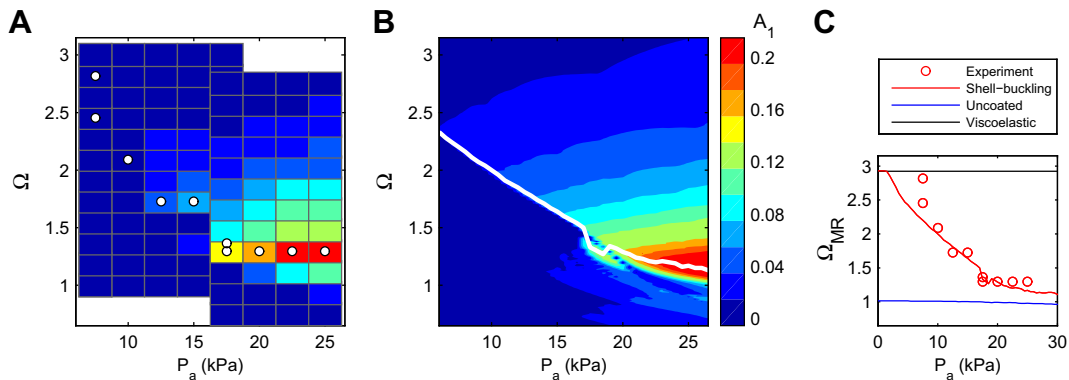 A
Ω
3
2.5
2
1.5
1
10
15
20
25
P_a (kPa)
B
Ω
3
2.5
2
1.5
1
10
15
20
25
P_a (kPa)
A_1
0.2
0.16
0.12
0.08
0.04
0
C
Experiment
Shell−buckling
Uncoated
Viscoelastic
Ω_MR
3
2.5
2
1.5
1
0
10
20
30
P_a (kPa)